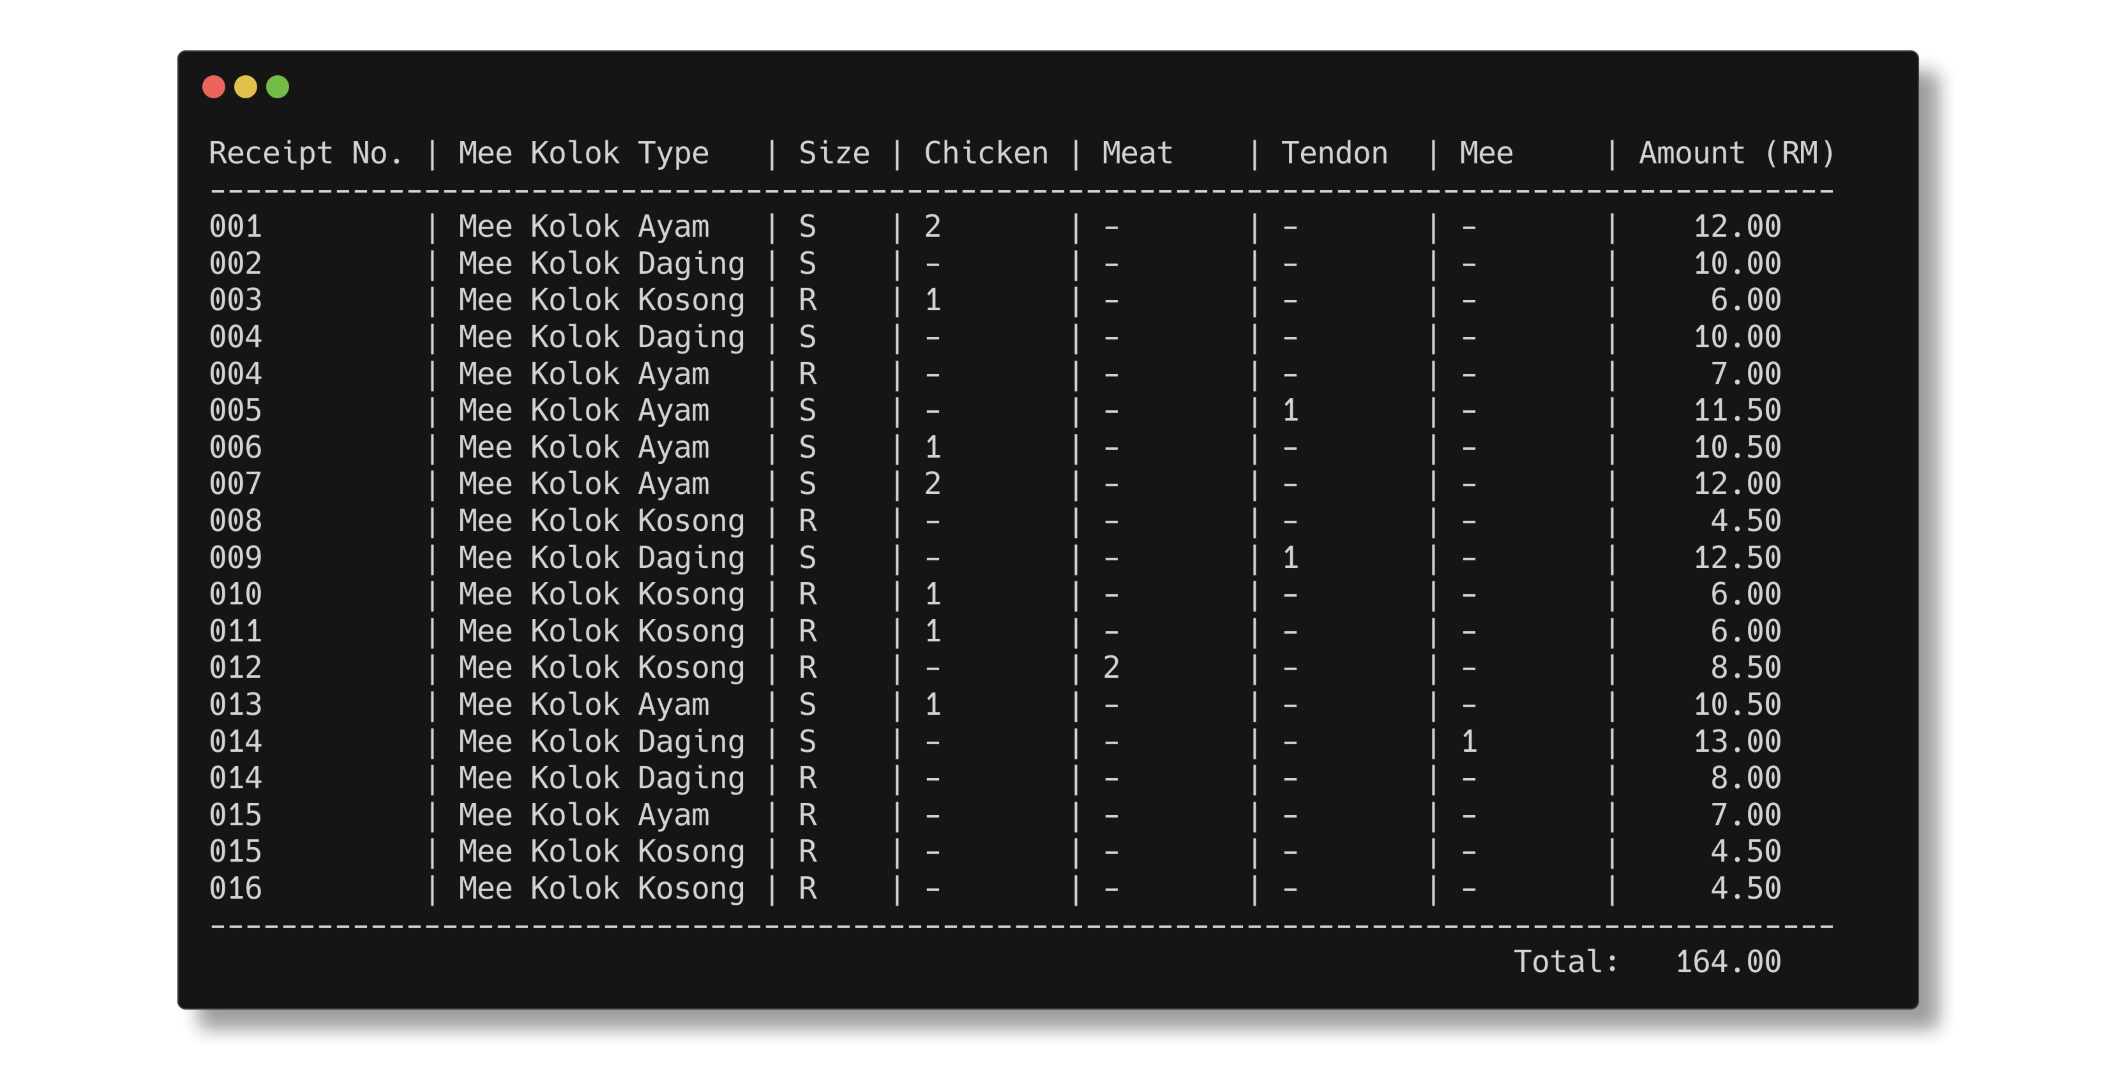 Receipt No. | Mee Kolok Type   | Size | Chicken | Meat    | Tendon  | Mee     | Amount (RM)
-------------------------------------------------------------------------------------------
001         | Mee Kolok Ayam   | S    | 2       | -       | -       | -       |    12.00
002         | Mee Kolok Daging | S    | -       | -       | -       | -       |    10.00
003         | Mee Kolok Kosong | R    | 1       | -       | -       | -       |     6.00
004         | Mee Kolok Daging | S    | -       | -       | -       | -       |    10.00
004         | Mee Kolok Ayam   | R    | -       | -       | -       | -       |     7.00
005         | Mee Kolok Ayam   | S    | -       | -       | 1       | -       |    11.50
006         | Mee Kolok Ayam   | S    | 1       | -       | -       | -       |    10.50
007         | Mee Kolok Ayam   | S    | 2       | -       | -       | -       |    12.00
008         | Mee Kolok Kosong | R    | -       | -       | -       | -       |     4.50
009         | Mee Kolok Daging | S    | -       | -       | 1       | -       |    12.50
010         | Mee Kolok Kosong | R    | 1       | -       | -       | -       |     6.00
011         | Mee Kolok Kosong | R    | 1       | -       | -       | -       |     6.00
012         | Mee Kolok Kosong | R    | -       | 2       | -       | -       |     8.50
013         | Mee Kolok Ayam   | S    | 1       | -       | -       | -       |    10.50
014         | Mee Kolok Daging | S    | -       | -       | -       | 1       |    13.00
014         | Mee Kolok Daging | R    | -       | -       | -       | -       |     8.00
015         | Mee Kolok Ayam   | R    | -       | -       | -       | -       |     7.00
015         | Mee Kolok Kosong | R    | -       | -       | -       | -       |     4.50
016         | Mee Kolok Kosong | R    | -       | -       | -       | -       |     4.50
-------------------------------------------------------------------------------------------
                                                                         Total:   164.00